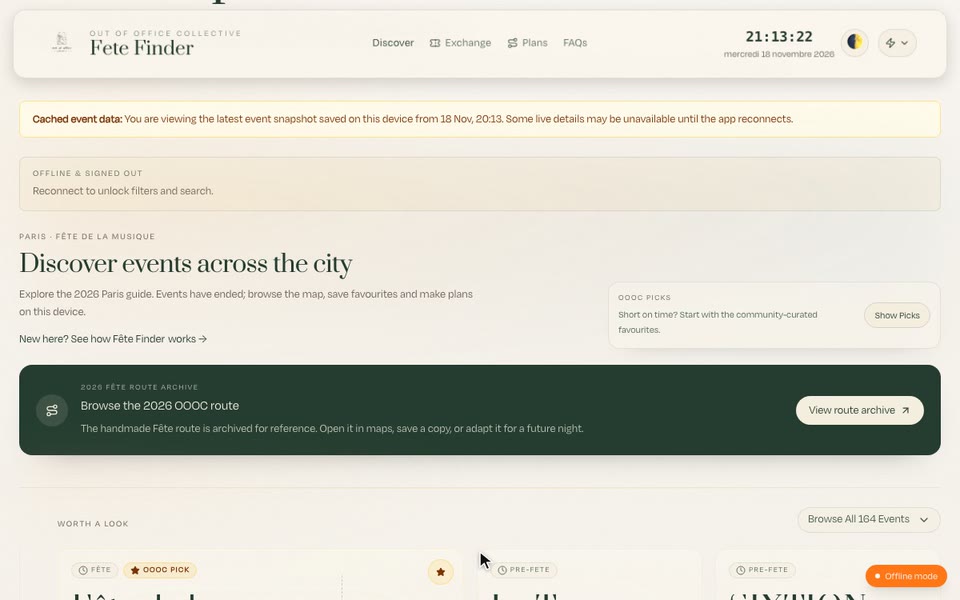 OUT OF OFFICE COLLECTIVE
Fete Finder
Discover
Exchange
Plans
FAQs
21:13:22
mercredi 18 novembre 2026
Cached event data: You are viewing the latest event snapshot saved on this device from 18 Nov, 20:13. Some live details may be unavailable until the app reconnects.
OFFLINE & SIGNED OUT
Reconnect to unlock filters and search.
PARIS · FÊTE DE LA MUSIQUE
Discover events across the city
Explore the 2026 Paris guide. Events have ended; browse the map, save favourites and make plans
on this device.
New here? See how Fête Finder works →
OOOC PICKS
Short on time? Start with the community-curated
favourites.
Show Picks
2026 FÊTE ROUTE ARCHIVE
Browse the 2026 OOOC route
The handmade Fête route is archived for reference. Open it in maps, save a copy, or adapt it for a future night.
View route archive
WORTH A LOOK
Browse All 164 Events
FÊTE
OOOC PICK
PRE-FETE
PRE-FETE
Offline mode